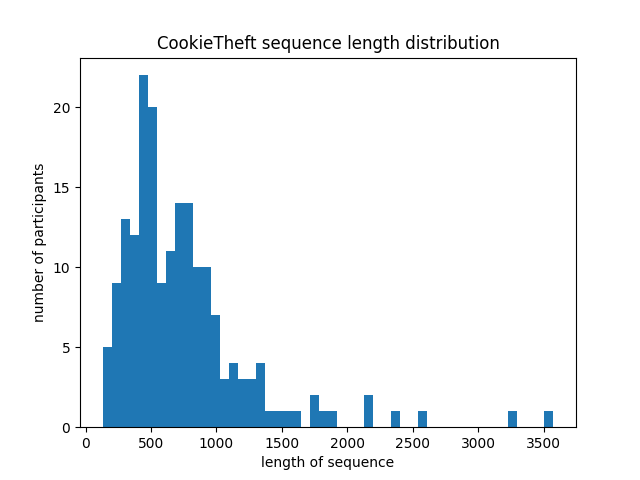 CookieTheft sequence length distribution
number of participants
20
15
10
5
0
0 500 1000 1500 2000 2500 3000 3500
length of sequence